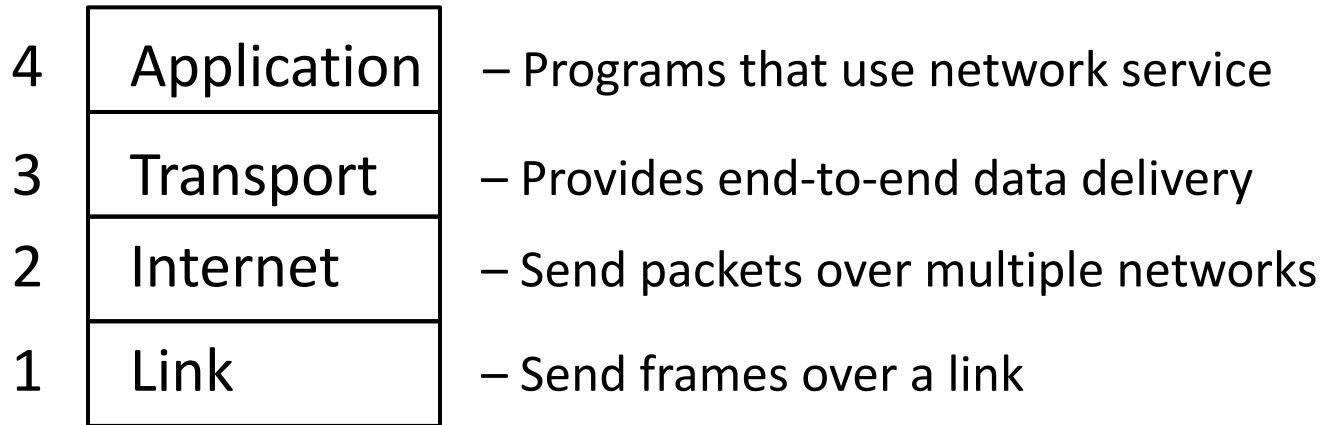 4 Application – Programs that use network service
3 Transport – Provides end-to-end data delivery
2 Internet – Send packets over multiple networks
1 Link – Send frames over a link